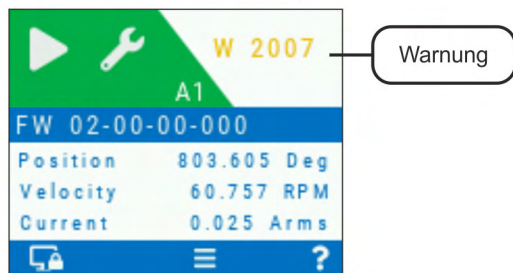 W 2007
Warnung
A1
FW 02-00-00-000
Position 803.605 Deg
Velocity 60.757 RPM
Current 0.025 Arms
?